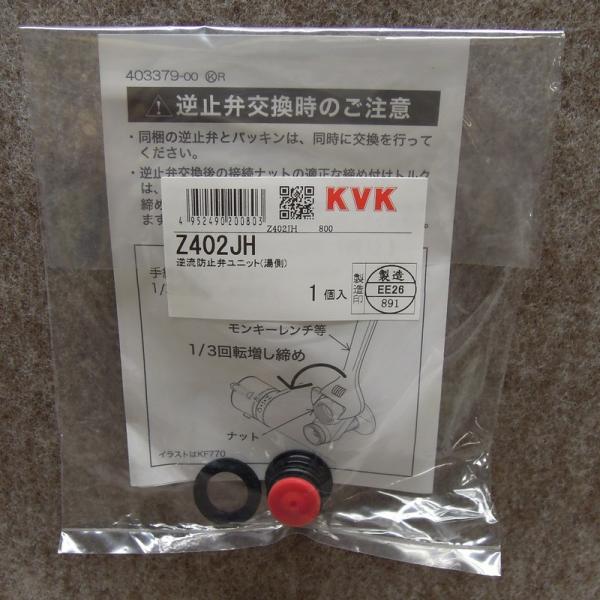 403379-00 ⓀR
⚠ 逆止弁交換時のご注意
・同梱の逆止弁とパッキンは、同時に交換を行って
ください。
・逆止弁交換後の接続ナットの適正な締め付けトルク
は、
締め
ます
4 952490 200803
Z402JH 800
KVK
Z402JH
逆流防止弁ユニット(湯側)
1個入
製造印
製造
EE26
891
手締
1/3
モンキーレンチ等
1/3回転増し締め
ナット
イラストはKF770